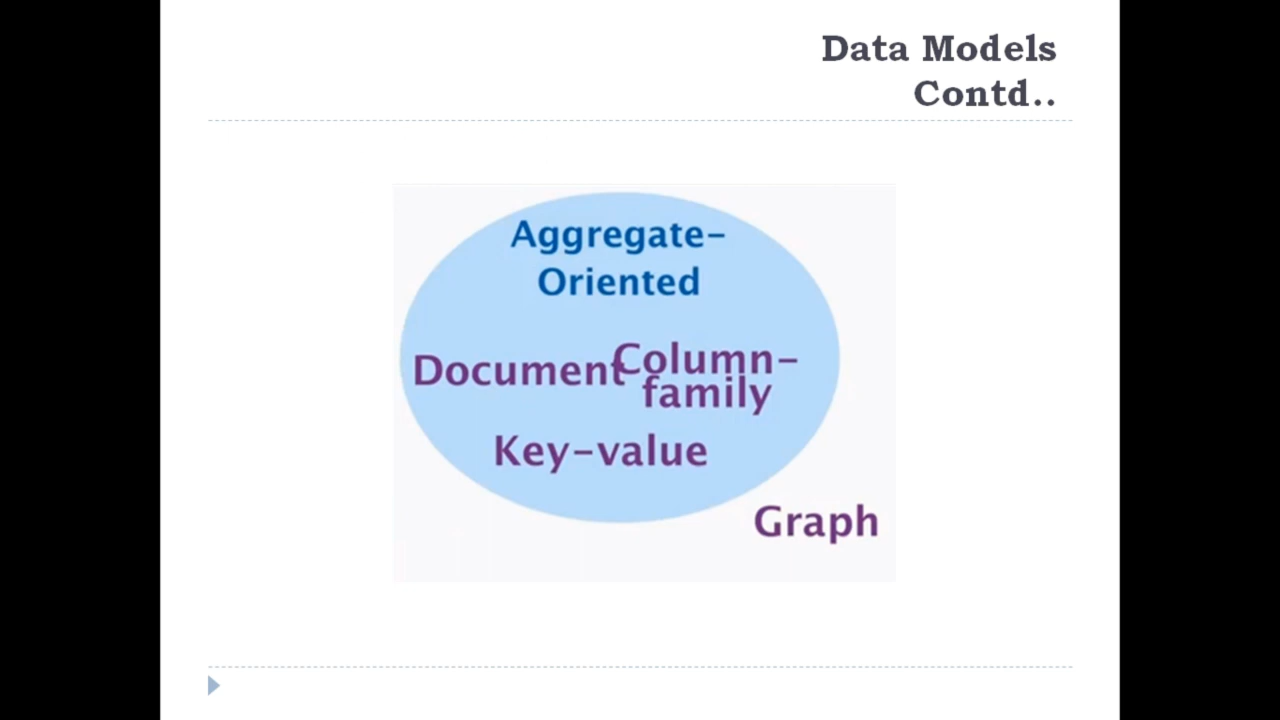 Data Models
Contd..
Aggregate-
Oriented
Document
Column-
family
Key-value
Graph